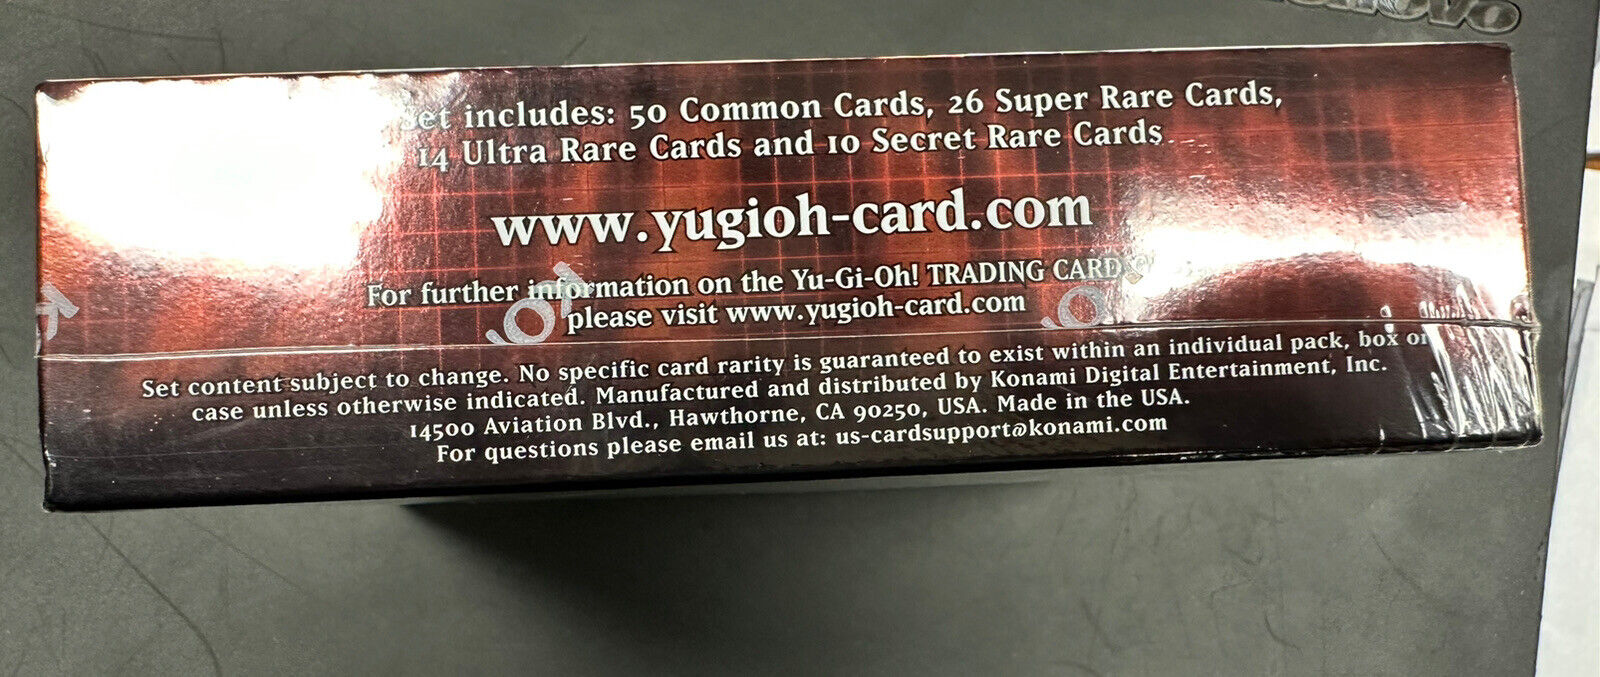 Set includes: 50 Common Cards, 26 Super Rare Cards,
14 Ultra Rare Cards and 10 Secret Rare Cards.
www.yugioh-card.com
For further information on the Yu-Gi-Oh! TRADING CARD
please visit www.yugioh-card.com
Set content subject to change. No specific card rarity is guaranteed to exist within an individual pack, box or
case unless otherwise indicated. Manufactured and distributed by Konami Digital Entertainment, Inc.
14500 Aviation Blvd., Hawthorne, CA 90250, USA. Made in the USA.
For questions please email us at: us-cardsupport@konami.com